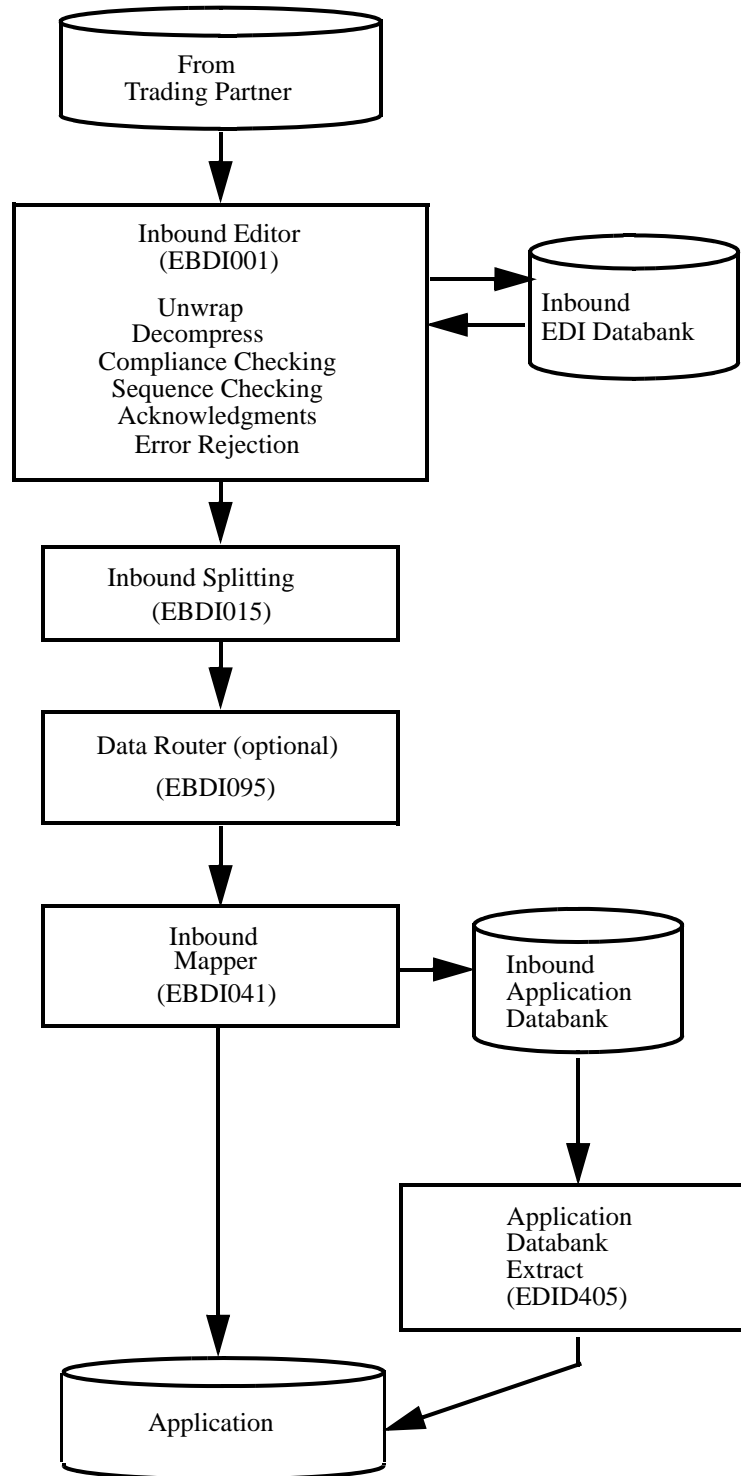 From
Trading Partner
Inbound Editor
(EBDI001)
Unwrap
Decompress
Compliance Checking
Sequence Checking
Acknowledgments
Error Rejection
Inbound
EDI Databank
Inbound Splitting
(EBDI015)
Data Router (optional)
(EBDI095)
Inbound
Mapper
(EBDI041)
Inbound
Application
Databank
Application
Databank
Extract
(EDID405)
Application